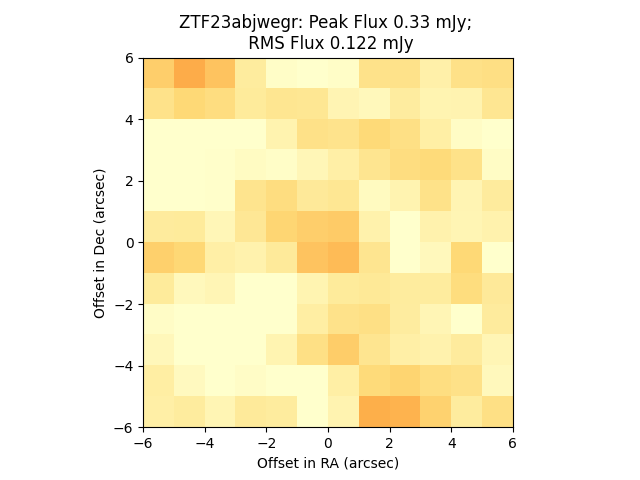 ZTF23abjwegr: Peak Flux 0.33 mJy;
RMS Flux 0.122 mJy
6
4
2
0
−2
−4
−6
Offset in Dec (arcsec)
−6 −4 −2 0 2 4 6
Offset in RA (arcsec)